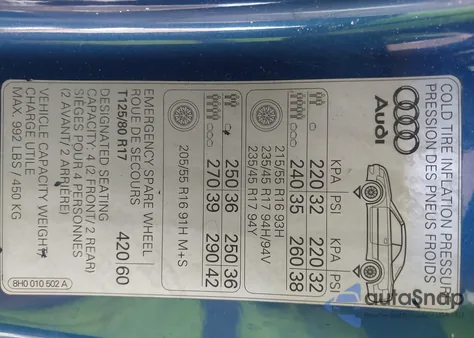 COLD TIRE INFLATION PRESSURE
PRESSION DES PNEUS FROIDS
Audi
KPA PSI KPA PSI
220 32 220 32
240 35 260 38
215/55 R16 93H
235/45 R17 94H/94V
235/45 R17 94V
250 36 250 36
270 39 290 42
205/55 R16 91H M+S
EMERGENCY SPARE WHEEL
ROUE DE SECOURS
T125/80 R17 420 60
DESIGNATED SEATING
CAPACITY: 4 (2 FRONT/ 2 REAR)
SIÈGES POUR 4 PERSONNES
(2 AVANT/ 2 ARRIÈRE)
VEHICLE CAPACITY WEIGHT
CHARGE UTILE
MAX. 992 LBS / 450 KG
8H0 010 502 A
autoSnap